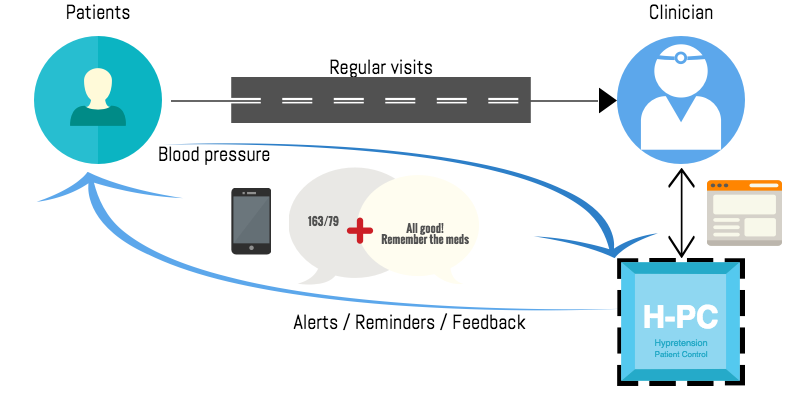 Patients
Clinician
Regular visits
Blood pressure
163/79
All good!
Remember the meds
Alerts / Reminders / Feedback
H-PC
Hypretension
Patient Control